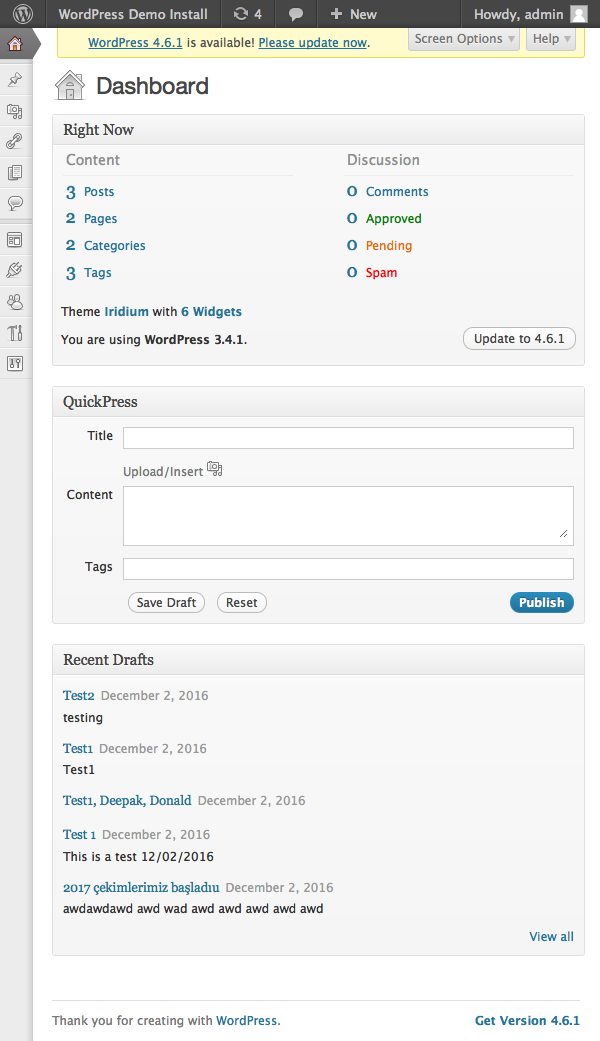 WordPress Demo Install 4 + New Howdy, admin
WordPress 4.6.1 is available! Please update now. Screen Options ▼ Help ▼
Dashboard
Right Now
Content Discussion
3 Posts 0 Comments
2 Pages 0 Approved
2 Categories 0 Pending
3 Tags 0 Spam
Theme Iridium with 6 Widgets
You are using WordPress 3.4.1. Update to 4.6.1
QuickPress
Title
Upload/Insert
Content
Tags
Save Draft Reset Publish
Recent Drafts
Test2 December 2, 2016
testing
Test1 December 2, 2016
Test1
Test1, Deepak, Donald December 2, 2016
Test 1 December 2, 2016
This is a test 12/02/2016
2017 çekimlerimiz başladıu December 2, 2016
awdawdawd awd wad awd awd awd awd awd
View all
Thank you for creating with WordPress. Get Version 4.6.1